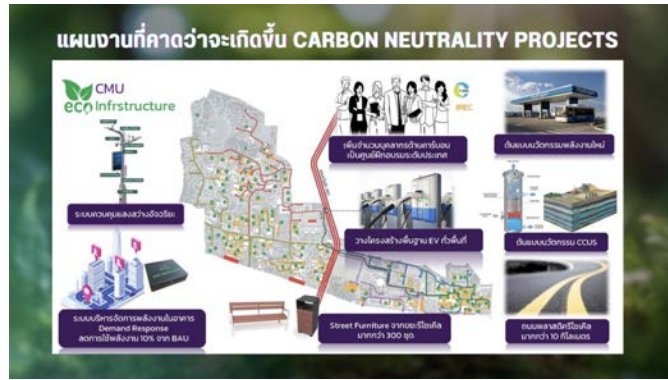 แผนงานที่คาดว่าจะเกิดขึ้น CARBON NEUTRALITY PROJECTS
CMU
eco Infrstructure
IREC
เพิ่มจำนวนบุคลากรด้านคาร์บอน
เป็นศูนย์ฝึกอบรมระดับประเทศ
ต้นแบบนวัตกรรมพลังงานใหม่
ระบบควบคุมแสงสว่างอัจฉริยะ
วางโครงสร้างพื้นฐาน EV ทั่วพื้นที่
ต้นแบบนวัตกรรม CCUS
ระบบบริหารจัดการพลังงานในอาคาร
Demand Response
ลดการใช้พลังงาน 10% จาก BAU
Street Furniture จากขยะรีไซเคิล
มากกว่า 300 ชุด
ถนนพลาสติกรีไซเคิล
มากกว่า 10 กิโลเมตร